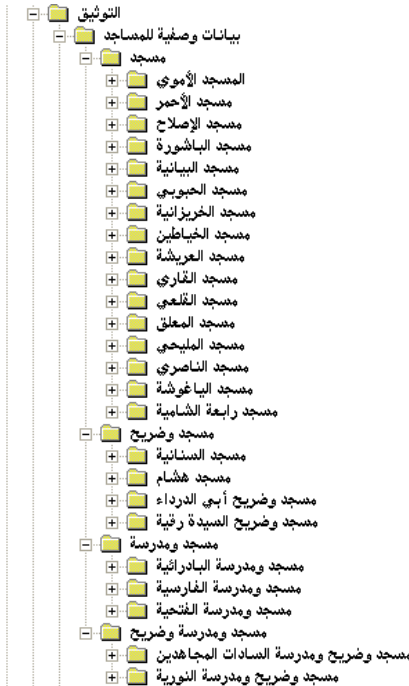 التوثيق
بيانات وصفية للمساجد
مسجد
المسجد الأموي
مسجد الأحمر
مسجد الإصلاح
مسجد الباشورة
مسجد البيانية
مسجد الحبوبي
مسجد الخريزانية
مسجد الخياطين
مسجد العريشة
مسجد القاري
مسجد القلعي
مسجد المعلق
مسجد المليحي
مسجد الناصري
مسجد الياغوشة
مسجد رابعة الشامية
مسجد وضريح
مسجد السنانية
مسجد هشام
مسجد وضريح أبي الدرداء
مسجد وضريح السيدة رقية
مسجد ومدرسة
مسجد ومدرسة البادرائية
مسجد ومدرسة الفارسية
مسجد ومدرسة الفتحية
مسجد ومدرسة وضريح
مسجد وضريح ومدرسة السادات المجاهدين
مسجد وضريح ومدرسة النورية